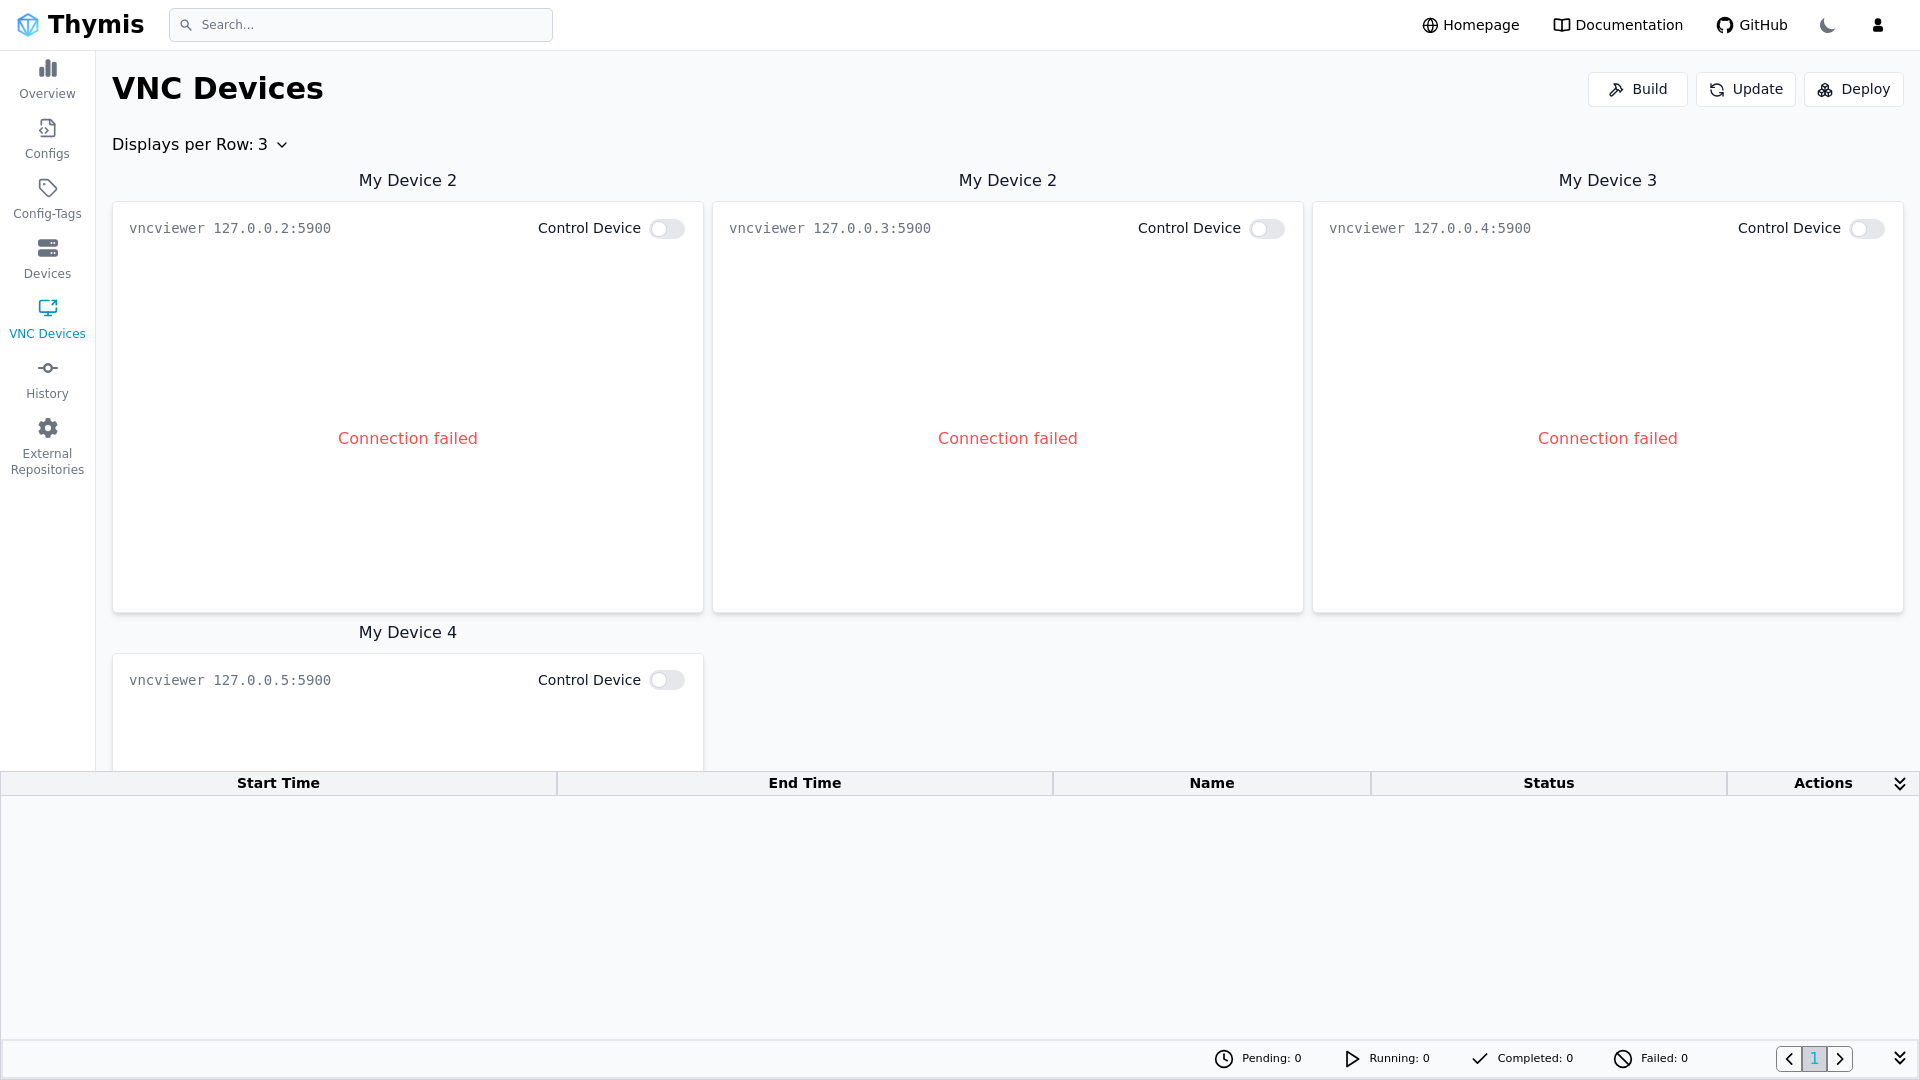 Thymis
Search...
Homepage
Documentation
GitHub
Overview
Configs
Config-Tags
Devices
VNC Devices
History
External
Repositories
VNC Devices
Build
Update
Deploy
Displays per Row: 3
My Device 2
vncviewer 127.0.0.2:5900
Control Device
Connection failed
My Device 2
vncviewer 127.0.0.3:5900
Control Device
Connection failed
My Device 3
vncviewer 127.0.0.4:5900
Control Device
Connection failed
My Device 4
vncviewer 127.0.0.5:5900
Control Device
Start Time
End Time
Name
Status
Actions
Pending: 0
Running: 0
Completed: 0
Failed: 0
1